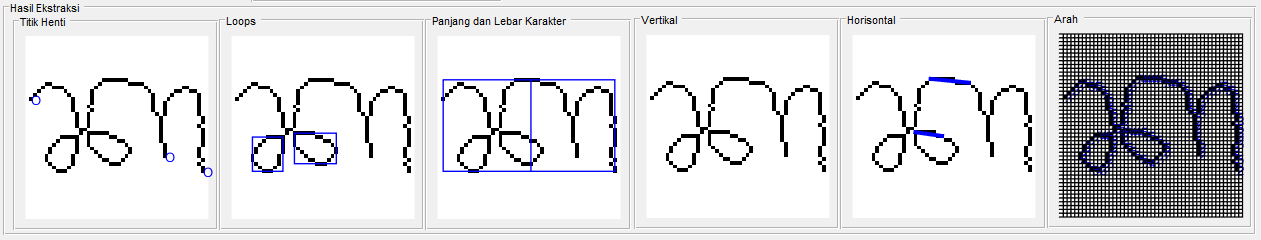 Hasil Ekstraksi
Titik Henti Loops Panjang dan Lebar Karakter Vertikal Horisontal Arah